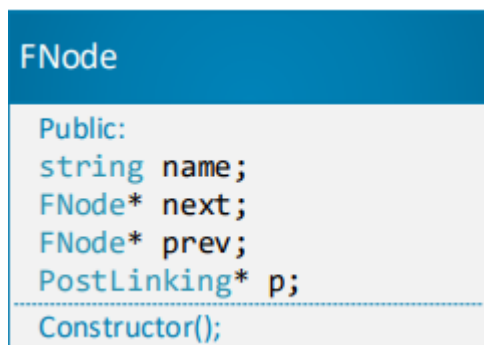 FNode
Public:
string name;
FNode* next;
FNode* prev;
PostLinking* p;
Constructor();